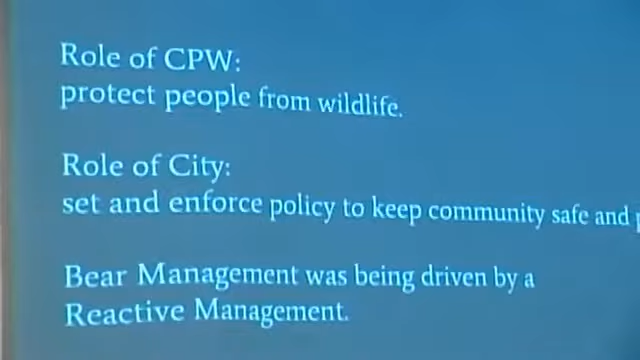 Role of CPW:
protect people from wildlife.
Role of City:
set and enforce policy to keep community safe and
Bear Management was being driven by a
Reactive Management.